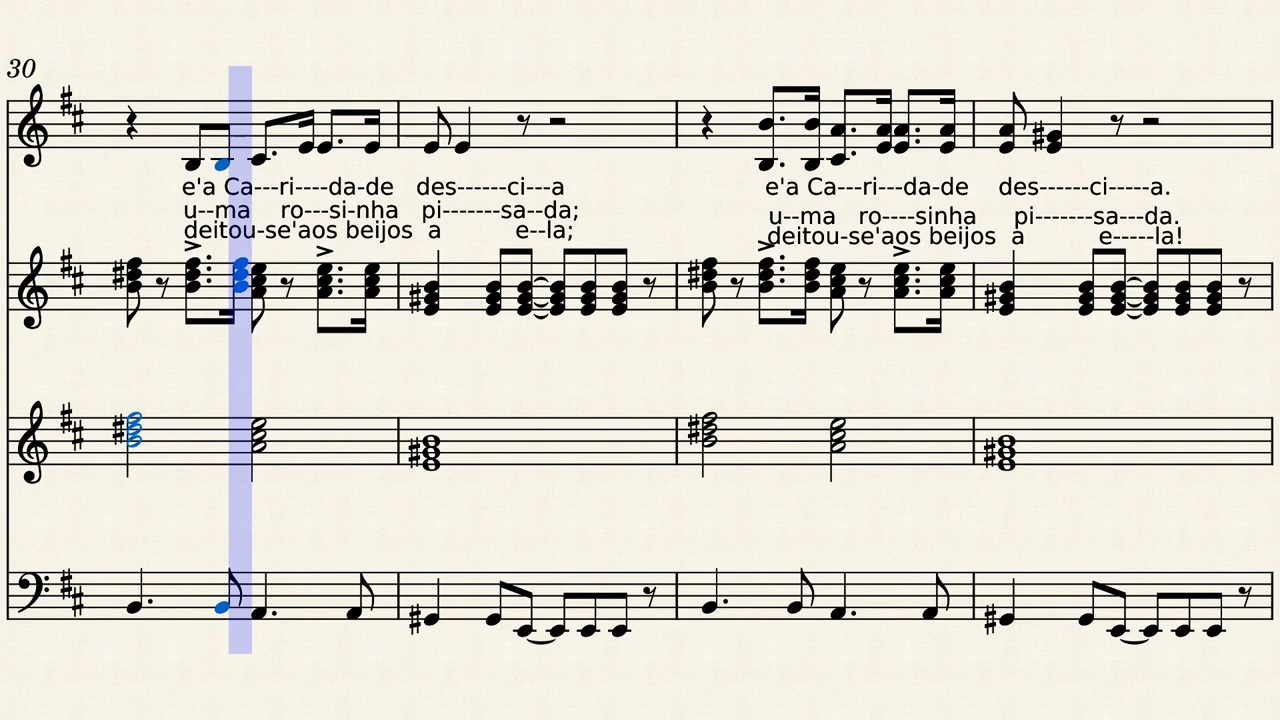 30
e'a Ca---ri----da-de des------ci---a e'a Ca---ri---da-de des------ci-----a.
u--ma ro---si-nha pi-------sa--da; u--ma ro----sinha pi-------sa---da.
deitou-se'aos beijos a e--la; deitou-se'aos beijos a e-----la!